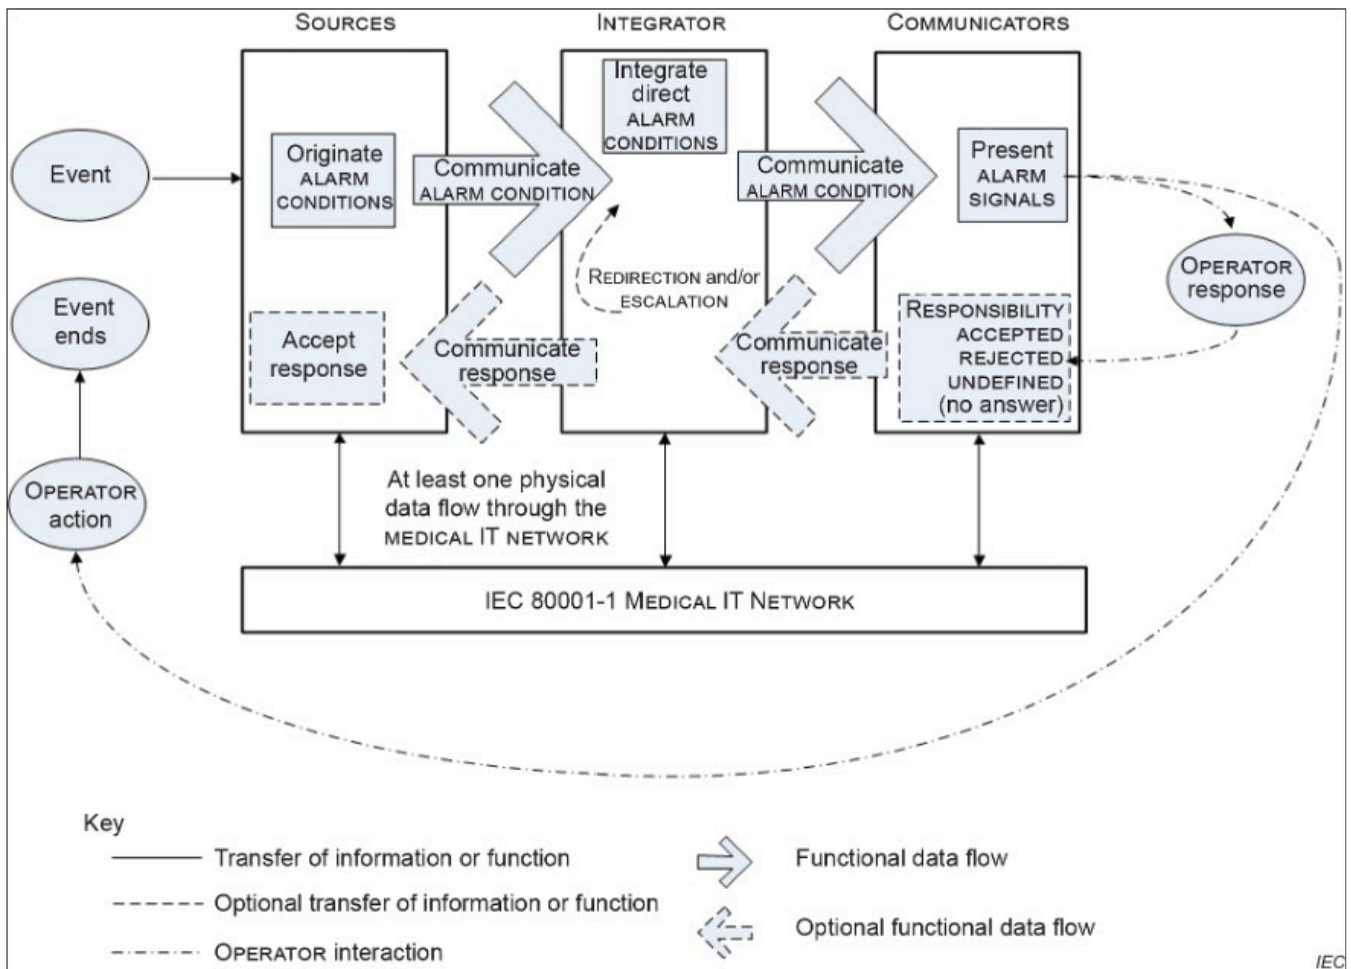 SOURCES
INTEGRATOR
COMMUNICATORS
Event
Originate
ALARM
CONDITIONS
Communicate
ALARM CONDITION
Integrate
direct
ALARM
CONDITIONS
Communicate
ALARM CONDITION
Present
ALARM
SIGNALS
OPERATOR
response
REDIRECTION and/or
ESCALATION
Event
ends
Accept
response
Communicate
response
Communicate
response
RESPONSIBILITY
ACCEPTED
REJECTED
UNDEFINED
(no answer)
OPERATOR
action
At least one physical
data flow through the
MEDICAL IT NETWORK
IEC 80001-1 MEDICAL IT NETWORK
Key
Transfer of information or function
Optional transfer of information or function
OPERATOR interaction
Functional data flow
Optional functional data flow
IEC